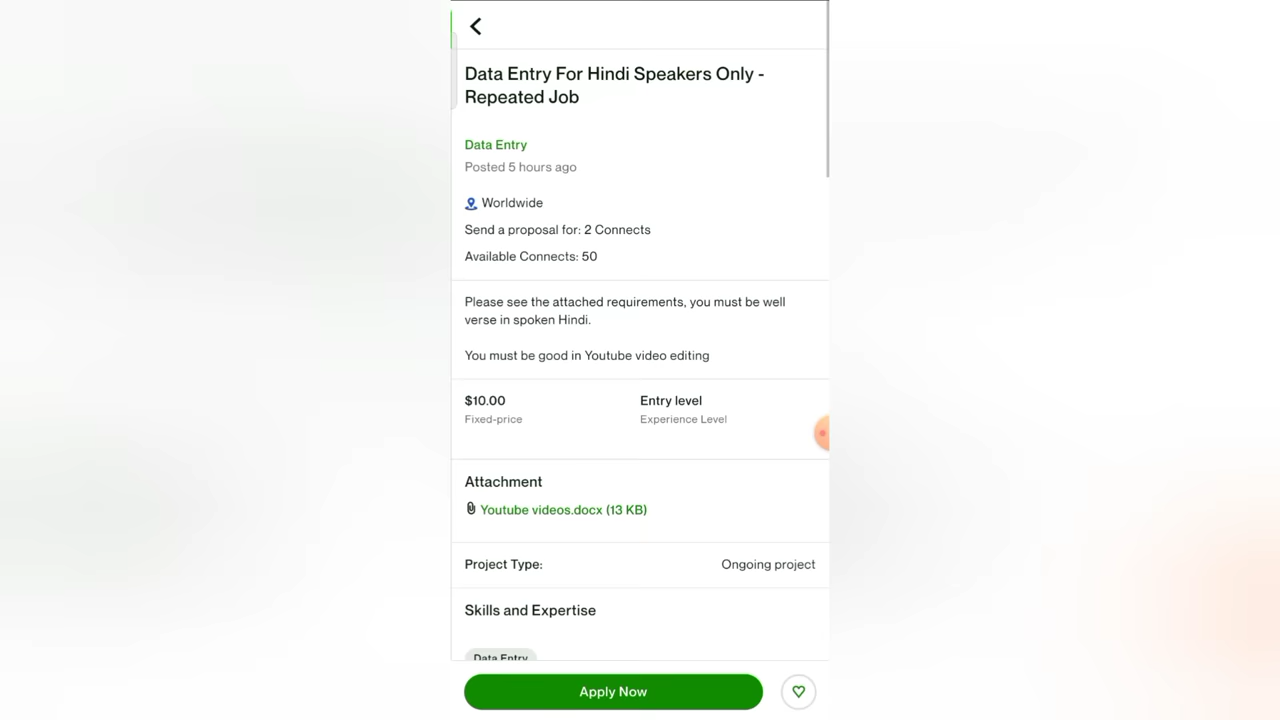 Data Entry For Hindi Speakers Only -
Repeated Job
Data Entry
Posted 5 hours ago
Worldwide
Send a proposal for: 2 Connects
Available Connects: 50
Please see the attached requirements, you must be well
verse in spoken Hindi.
You must be good in Youtube video editing
$10.00
Entry level
Fixed-price
Experience Level
Attachment
Youtube videos.docx (13 KB)
Project Type:
Ongoing project
Skills and Expertise
Data Entry
Apply Now